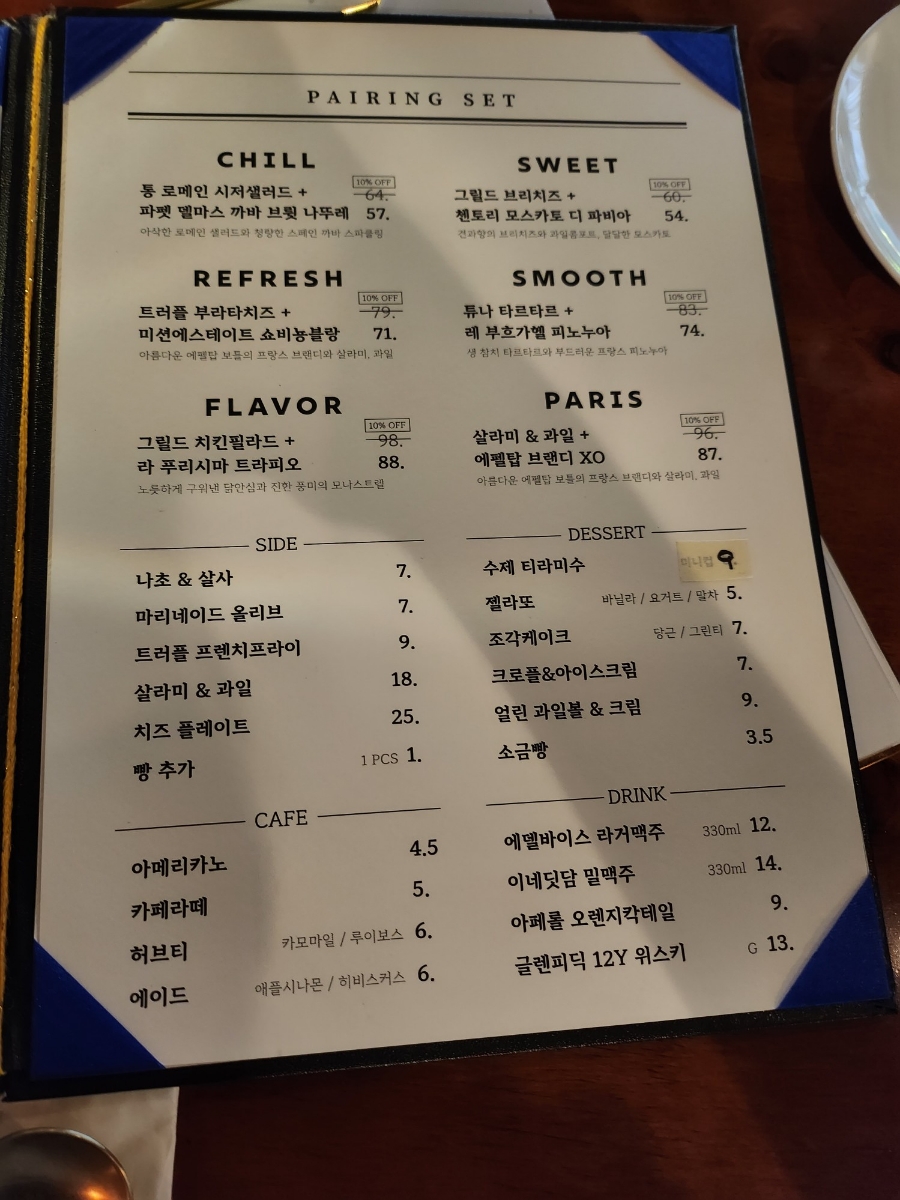 PAIRING SET
CHILL
10% OFF
통 로메인 시저샐러드 + 64.
파펫 델마스 까바 브륏 나뚜레 57.
아삭한 로메인 샐러드와 청량한 스페인 까바 스파클링
SWEET
10% OFF
그릴드 브리치즈 + 60.
첸토리 모스카토 디 파비아 54.
견과향의 브리치즈와 과일콤포트, 달달한 모스카토
REFRESH
10% OFF
트러플 부라타치즈 + 79.
미션에스테이트 쇼비뇽블랑 71.
아름다운 에펠탑 보틀의 프랑스 브랜디와 살라미, 과일
SMOOTH
10% OFF
튜나 타르타르 + 83.
레 부흐가헬 피노누아 74.
생 참치 타르타르와 부드러운 프랑스 피노누아
FLAVOR
10% OFF
그릴드 치킨필라드 + 98.
라 푸리시마 트라피오 88.
노릇하게 구워낸 닭안심과 진한 풍미의 모나스트렐
PARIS
10% OFF
살라미 & 과일 + 96.
에펠탑 브랜디 XO 87.
아름다운 에펠탑 보틀의 프랑스 브랜디와 살라미, 과일
SIDE
나초 & 살사 7.
마리네이드 올리브 7.
트러플 프렌치프라이 9.
살라미 & 과일 18.
치즈 플레이트 25.
빵 추가 1 PCS 1.
DESSERT
수제 티라미수 미니컵 9.
젤라또 바닐라 / 요거트 / 말차 5.
조각케이크 당근 / 그린티 7.
크로플&아이스크림 7.
얼린 과일볼 & 크림 9.
소금빵 3.5
CAFE
아메리카노 4.5
카페라떼 5.
허브티 카모마일 / 루이보스 6.
에이드 애플시나몬 / 히비스커스 6.
DRINK
에델바이스 라거맥주 330ml 12.
이네딧담 밀맥주 330ml 14.
아페롤 오렌지칵테일 9.
글렌피딕 12Y 위스키 G 13.